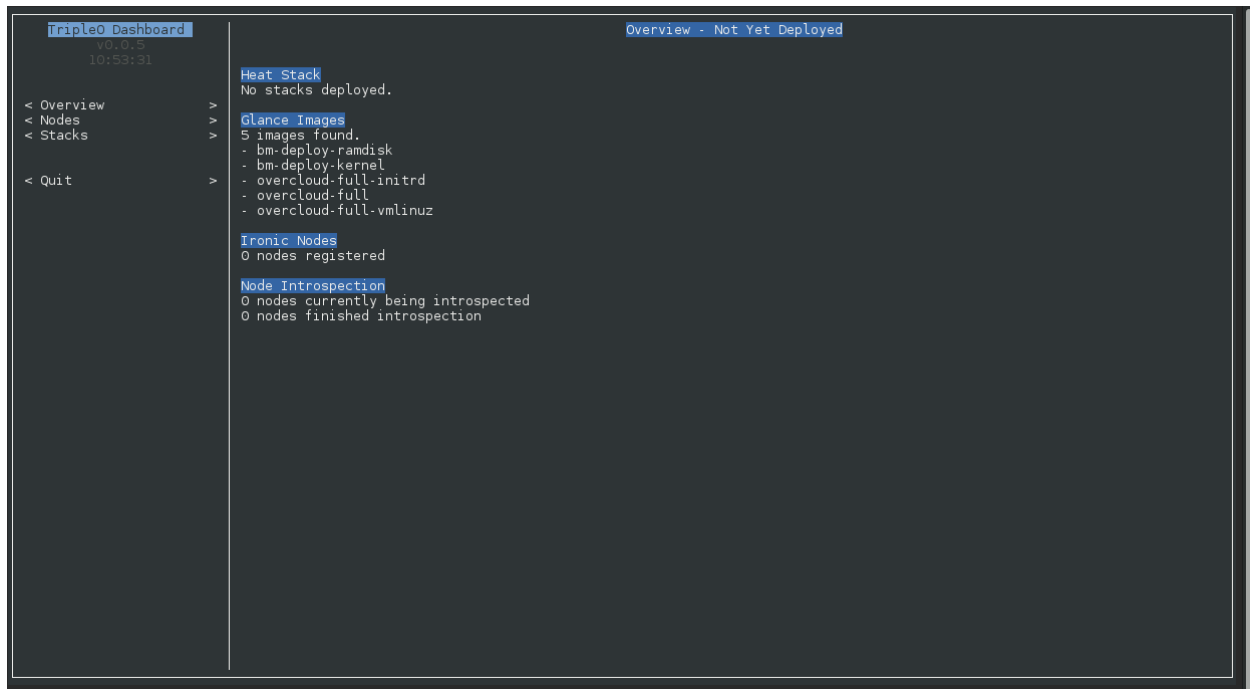 TripleO Dashboard
v0.0.5
10:53:31
< Overview >
< Nodes >
< Stacks >
< Quit >
Overview - Not Yet Deployed
Heat Stack
No stacks deployed.
Glance Images
5 images found.
- bm-deploy-ramdisk
- bm-deploy-kernel
- overcloud-full-initrd
- overcloud-full
- overcloud-full-vmlinuz
Ironic Nodes
0 nodes registered
Node Introspection
0 nodes currently being introspected
0 nodes finished introspection